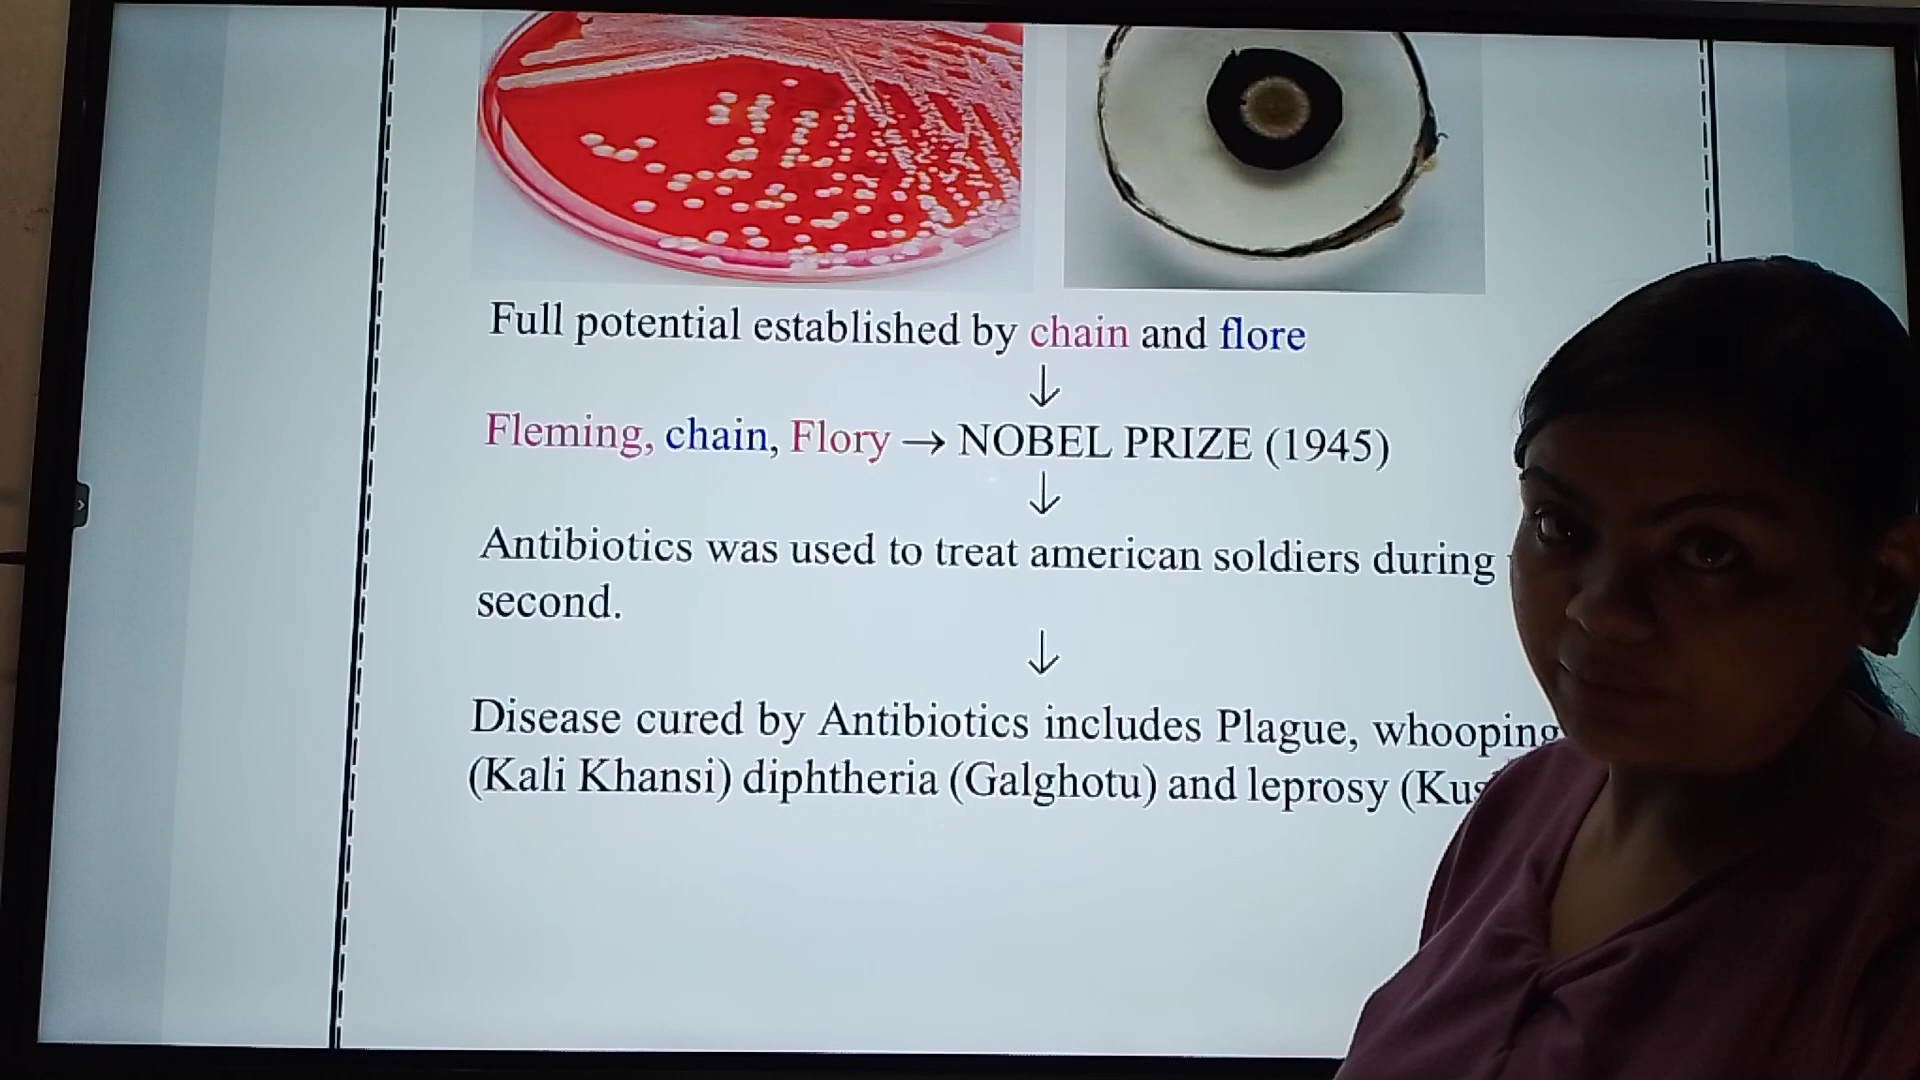 Full potential established by chain and flore
↓
Fleming, chain, Flory → NOBEL PRIZE (1945)
↓
Antibiotics was used to treat american soldiers during
second.
↓
Disease cured by Antibiotics includes Plague, whooping
(Kali Khansi) diphtheria (Galghotu) and leprosy